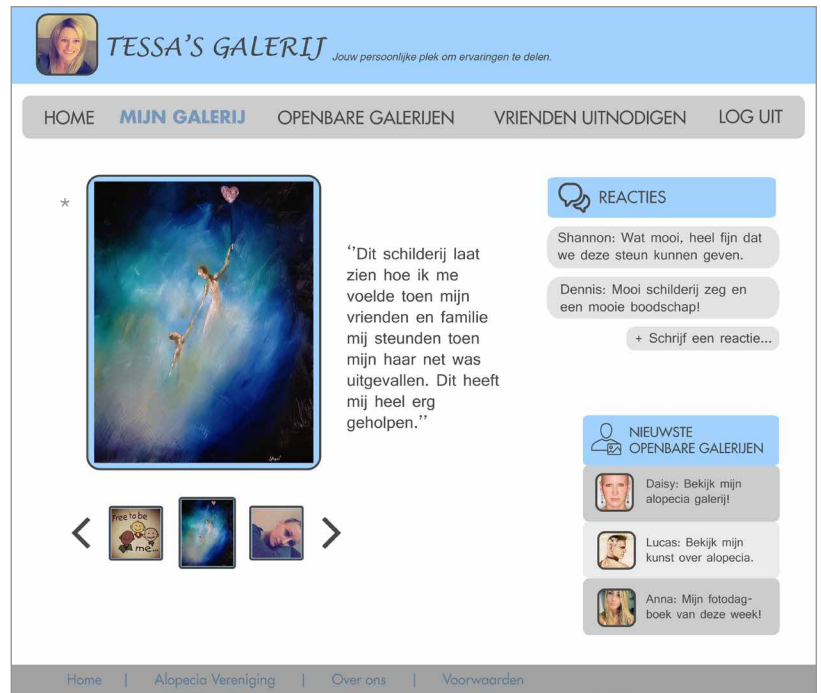 TESSA'S GALERIJ
Jouw persoonlijke plek om ervaringen te delen.
HOME MIJN GALERIJ OPENBARE GALERIJEN VRIENDEN UITNODIGEN LOG UIT
*
‘’Dit schilderij laat
zien hoe ik me
voelde toen mijn
vrienden en familie
mij steunden toen
mijn haar net was
uitgevallen. Dit heeft
mij heel erg
geholpen.’’
Free to be
me...
REACTIES
Shannon: Wat mooi, heel fijn dat
we deze steun kunnen geven.
Dennis: Mooi schilderij zeg en
een mooie boodschap!
+ Schrijf een reactie...
NIEUWSTE
OPENBARE GALERIJEN
Daisy: Bekijk mijn
alopecia galerij!
Lucas: Bekijk mijn
kunst over alopecia.
Anna: Mijn fotodag-
boek van deze week!
Home | Alopecia Vereniging | Over ons | Voorwaarden